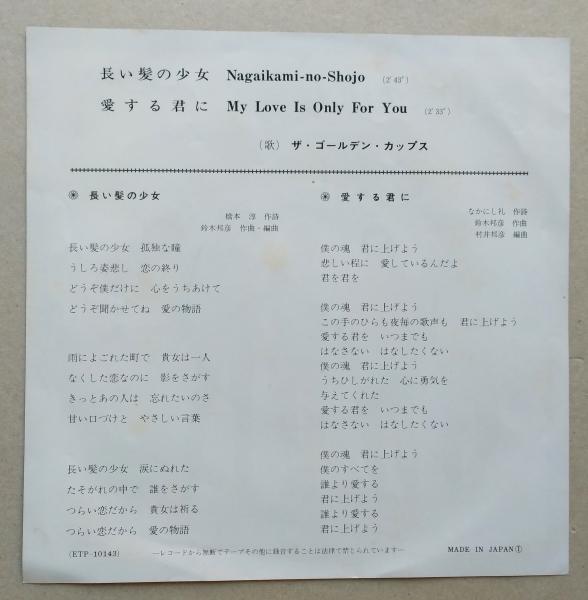 長い髪の少女 Nagaikami-no-Shojo (2′43″)
愛する君に My Love Is Only For You (2′33″)
(歌) ザ・ゴールデン・カップス
長い髪の少女
橋本 淳 作詩
鈴木邦彦 作曲・編曲
長い髪の少女 孤独な瞳
うしろ姿悲し 恋の終り
どうぞ僕だけに 心をうちあけて
どうぞ聞かせてね 愛の物語
雨によごれた町で 貴女は一人
なくした恋なのに 影をさがす
きっとあの人は 忘れたいのさ
甘い口づけと やさしい言葉
長い髪の少女 涙にぬれた
たそがれの中で 誰をさがす
つらい恋だから 貴女は祈る
つらい恋だから 愛の物語
愛する君に
なかにし礼 作詩
鈴木邦彦 作曲
村井邦彦 編曲
僕の魂 君に上げよう
悲しい程に 愛しているんだよ
君を君を
僕の魂 君に上げよう
この手のひらも夜毎の歌声も 君に上げよう
愛する君を いつまでも
はなさない はなしたくない
僕の魂 君に上げよう
うちひしがれた 心に勇気を
与えてくれた
愛する君を いつまでも
はなさない はなしたくない
僕の魂 君に上げよう
僕のすべてを
誰より愛する
君に上げよう
誰より愛する
君に上げよう
(ETP-10143) —レコードから無断でテープその他に録音することは法律で禁じられています— MADE IN JAPAN Ⓣ